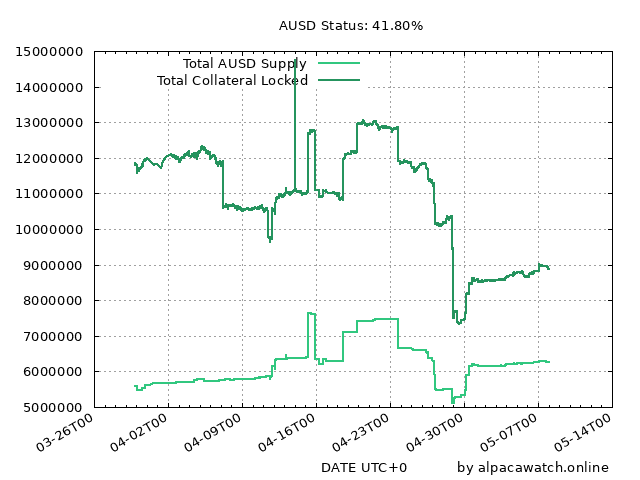 AUSD Status: 41.80%
Total AUSD Supply
Total Collateral Locked
15000000
14000000
13000000
12000000
11000000
10000000
9000000
8000000
7000000
6000000
5000000
03-26T00
04-02T00
04-09T00
04-16T00
04-23T00
04-30T00
05-07T00
05-14T00
DATE UTC+0
by alpacawatch.online